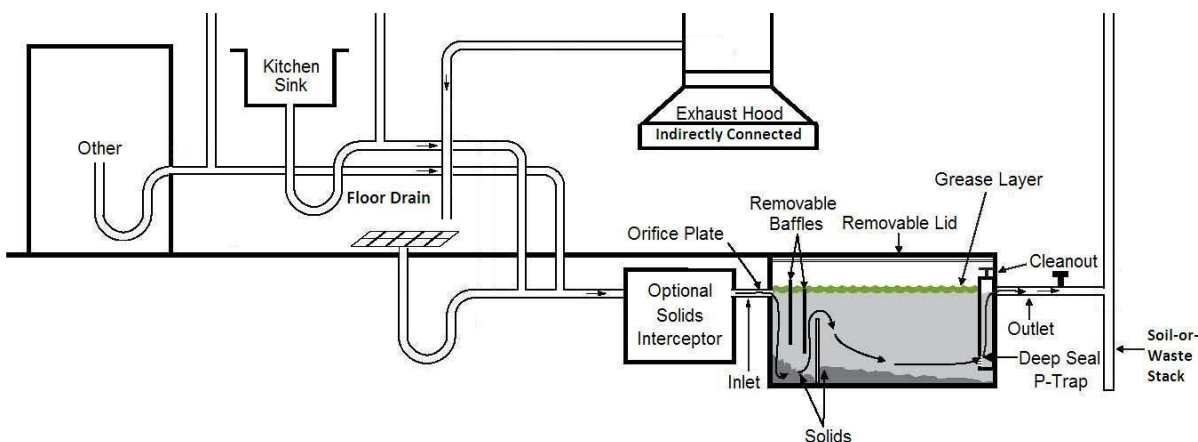 Kitchen
Sink
Other
Exhaust Hood
Indirectly Connected
Floor Drain
Grease Layer
Removable
Baffles
Removable Lid
Orifice Plate
Cleanout
Optional
Solids
Interceptor
Inlet
Outlet
Deep Seal
P-Trap
Soil-or-
Waste
Stack
Solids